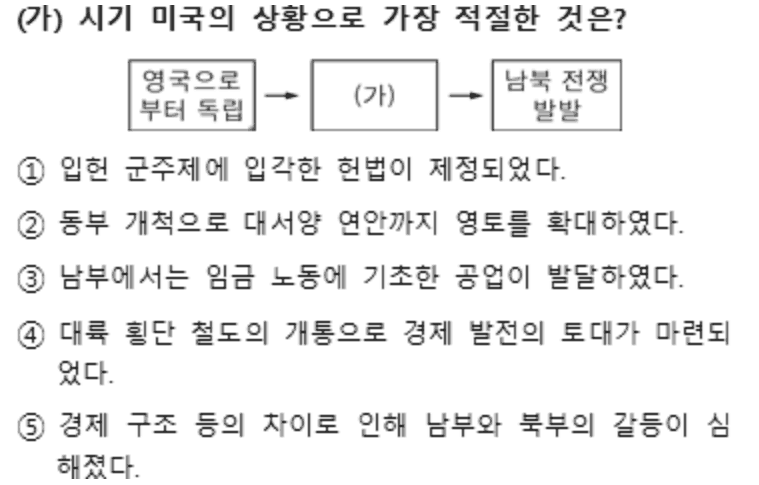 (가) 시기 미국의 상황으로 가장 적절한 것은?
영국으로
부터 독립
(가)
남북 전쟁
발발
① 입헌 군주제에 입각한 헌법이 제정되었다.
② 동부 개척으로 대서양 연안까지 영토를 확대하였다.
③ 남부에서는 임금 노동에 기초한 공업이 발달하였다.
④ 대륙 횡단 철도의 개통으로 경제 발전의 토대가 마련되
었다.
⑤ 경제 구조 등의 차이로 인해 남부와 북부의 갈등이 심
해졌다.